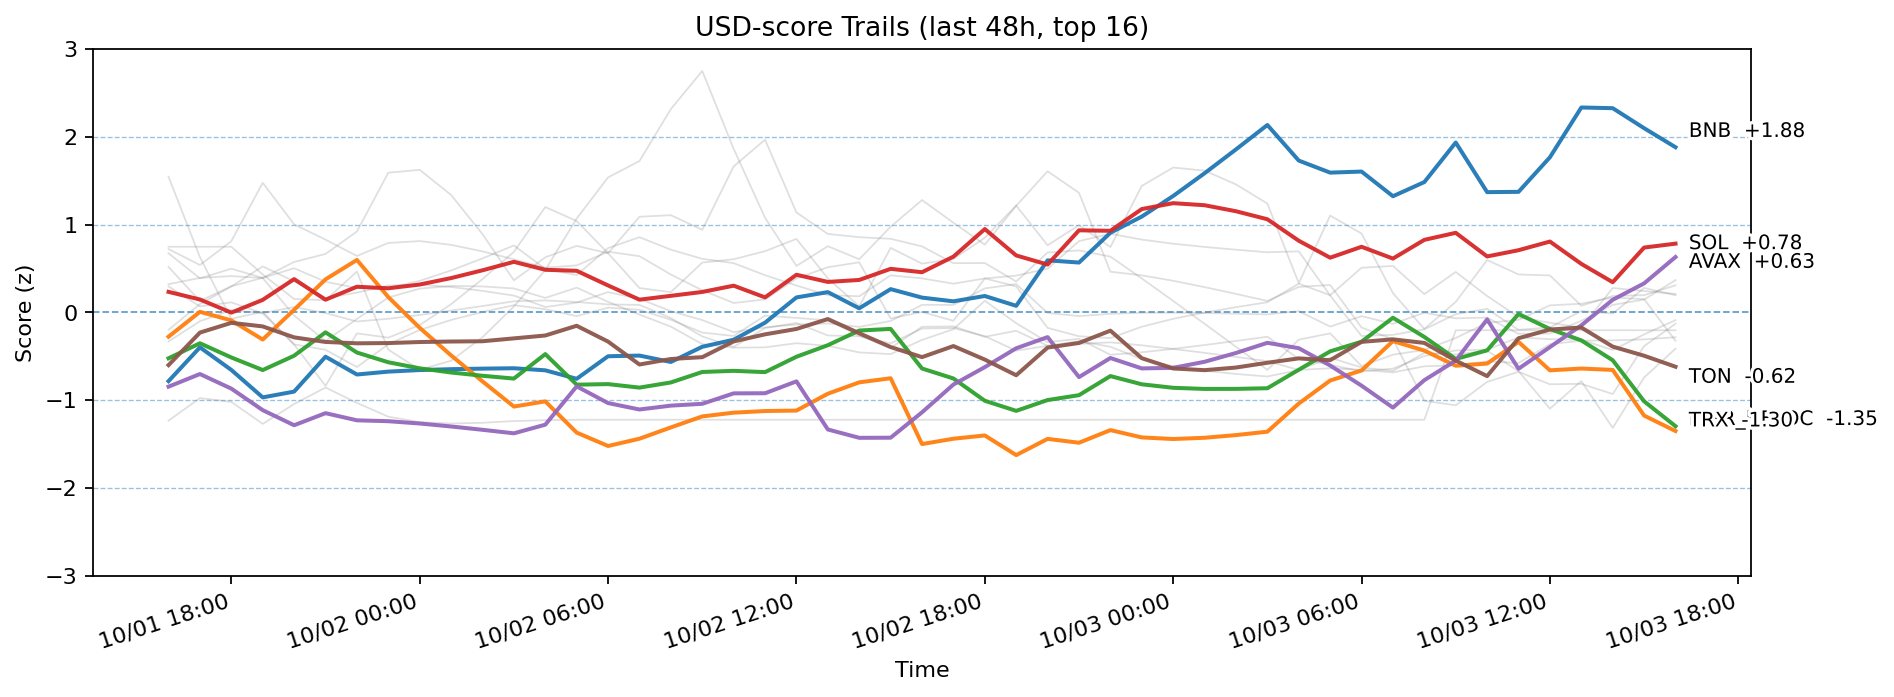 USD-score Trails (last 48h, top 16)
Score (z)
3
2
1
0
−1
−2
−3
BNB +1.88
SOL +0.78
AVAX +0.63
TON -0.62
TRX -1.30
-1.35
10/01 18:00
10/02 00:00
10/02 06:00
10/02 12:00
10/02 18:00
10/03 00:00
10/03 06:00
10/03 12:00
10/03 18:00
Time